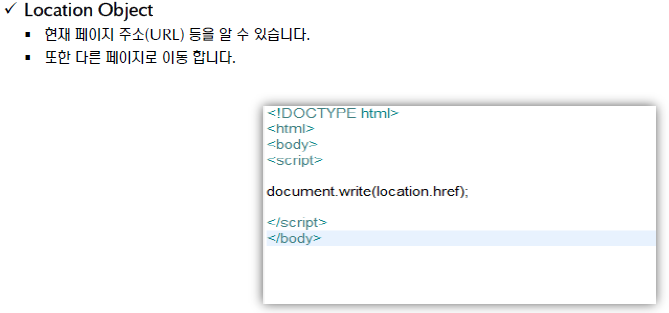 ✓ Location Object
▪ 현재 페이지 주소(URL) 등을 알 수 있습니다.
▪ 또한 다른 페이지로 이동 합니다.
<!DOCTYPE html>
<html>
<body>
<script>
document.write(location.href);
</script>
</body>